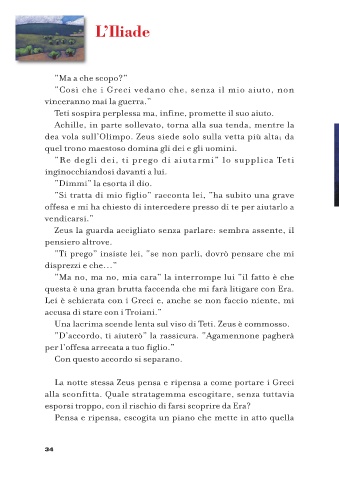 L'Iliade
"Ma a che scopo?"
"Così che i Greci vedano che, senza il mio aiuto, non
vinceranno mai la guerra."
Teti sospira perplessa ma, infine, promette il suo aiuto.
Achille, in parte sollevato, torna alla sua tenda, mentre la
dea vola sull'Olimpo. Zeus siede solo sulla vetta più alta; da
quel trono maestoso domina gli dei e gli uomini.
"Re degli dei, ti prego di aiutarmi" lo supplica Teti
inginocchiandosi davanti a lui.
"Dimmi" la esorta il dio.
"Si tratta di mio figlio" racconta lei, "ha subito una grave
offesa e mi ha chiesto di intercedere presso di te per aiutarlo a
vendicarsi."
Zeus la guarda accigliato senza parlare: sembra assente, il
pensiero altrove.
"Ti prego" insiste lei, "se non parli, dovrò pensare che mi
disprezzi e che..."
"Ma no, ma no, mia cara" la interrompe lui "il fatto è che
questa è una gran brutta faccenda che mi farà litigare con Era.
Lei è schierata con i Greci e, anche se non faccio niente, mi
accusa di stare con i Troiani."
Una lacrima scende lenta sul viso di Teti. Zeus è commosso.
"D'accordo, ti aiuterò" la rassicura. "Agamennone pagherà
per l'offesa arrecata a tuo figlio."
Con questo accordo si separano.
La notte stessa Zeus pensa e ripensa a come portare i Greci
alla sconfitta. Quale stratagemma escogitare, senza tuttavia
esporsi troppo, con il rischio di farsi scoprire da Era?
Pensa e ripensa, escogita un piano che mette in atto quella
34